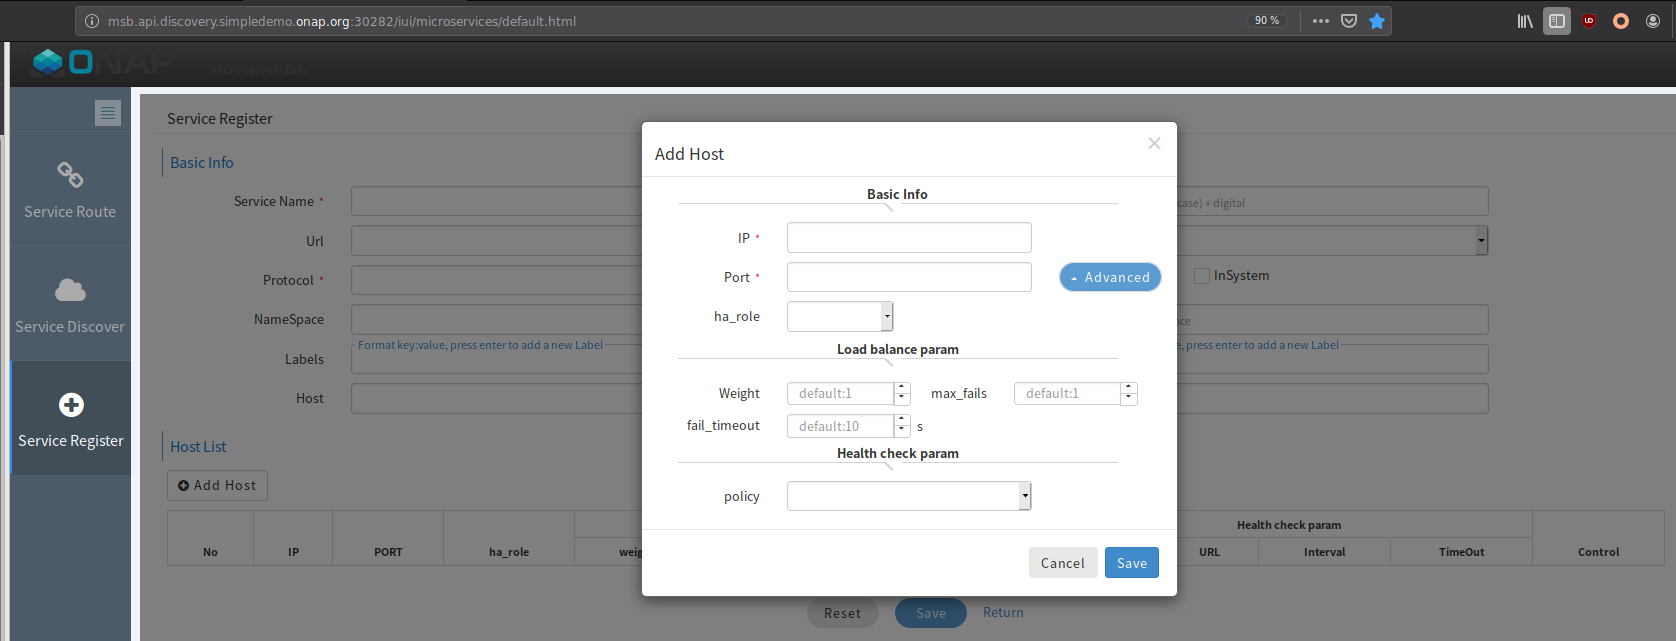 msb.api.discovery.simpledemo.onap.org:30282/iui/microservices/default.html
90 %
ONAP
MicroService Bus
Service Route
Service Discover
Service Register
Service Register
Basic Info
Service Name *
case) + digital
Url
Protocol *
InSystem
NameSpace
ace
Labels
Format key:value, press enter to add a new Label
e, press enter to add a new Label
Host
Host List
Add Host
No IP PORT ha_role weig
Health check param
URL Interval TimeOut Control
Reset Save Return
Add Host
×
Basic Info
IP *
Port *
Advanced
ha_role
Load balance param
Weight default:1 max_fails default:1
fail_timeout default:10 s
Health check param
policy
Cancel Save